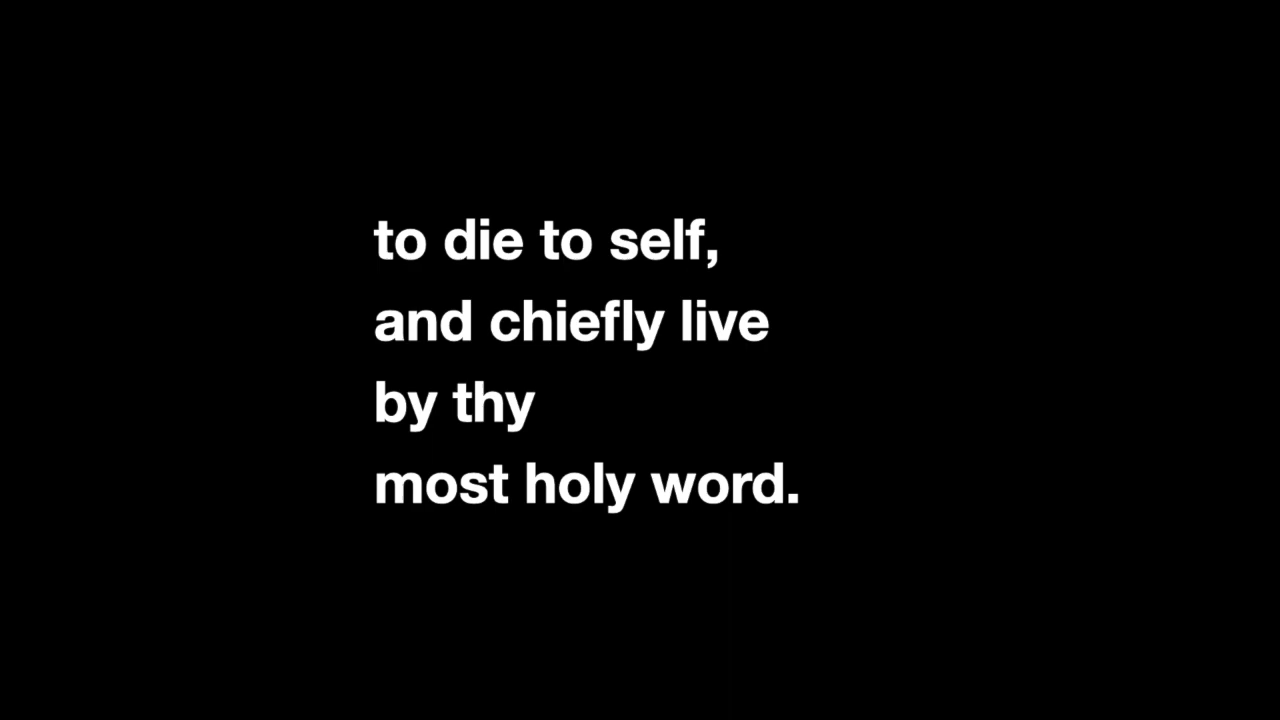 to die to self,
and chiefly live
by thy
most holy word.